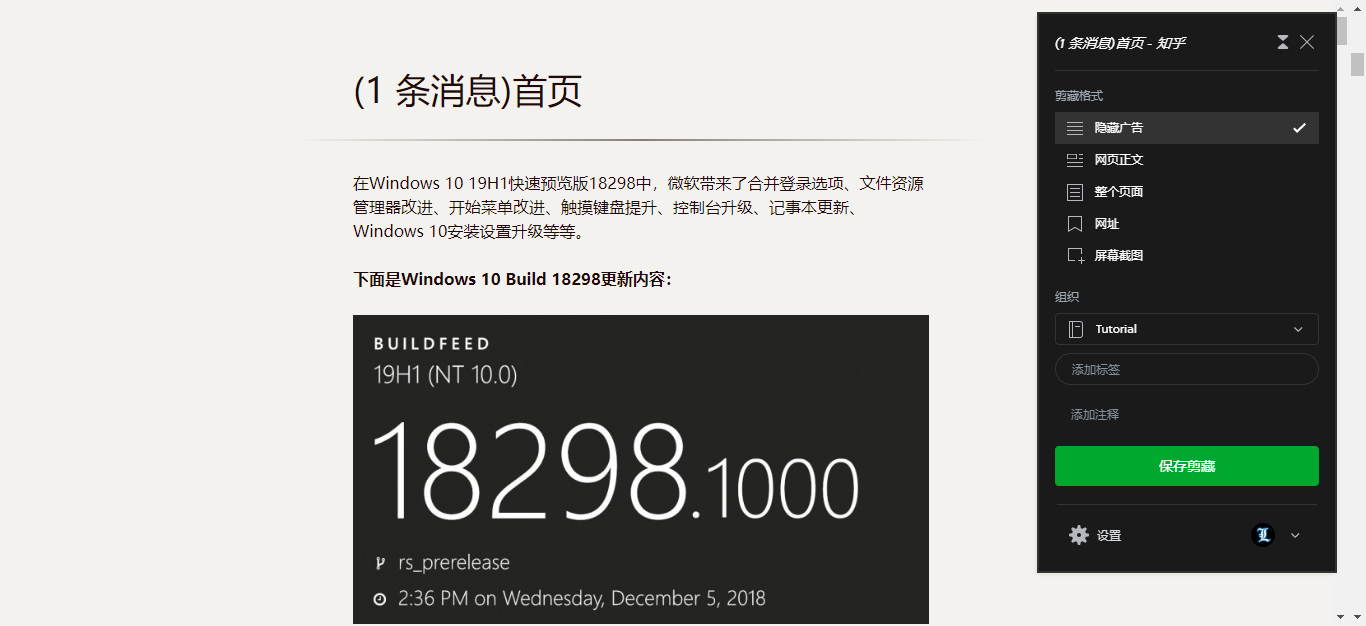 (1 条消息)首页
在Windows 10 19H1快速预览版18298中，微软带来了合并登录选项、文件资源
管理器改进、开始菜单改进、触摸键盘提升、控制台升级、记事本更新、
Windows 10安装设置升级等等。
下面是Windows 10 Build 18298更新内容：
BUILDFEED
19H1 (NT 10.0)
18298.1000
rs_prerelease
2:36 PM on Wednesday, December 5, 2018
(1 条消息)首页 - 知乎
剪藏格式
隐藏广告
网页正文
整个页面
网址
屏幕截图
组织
Tutorial
添加标签
添加注释
保存剪藏
设置
L